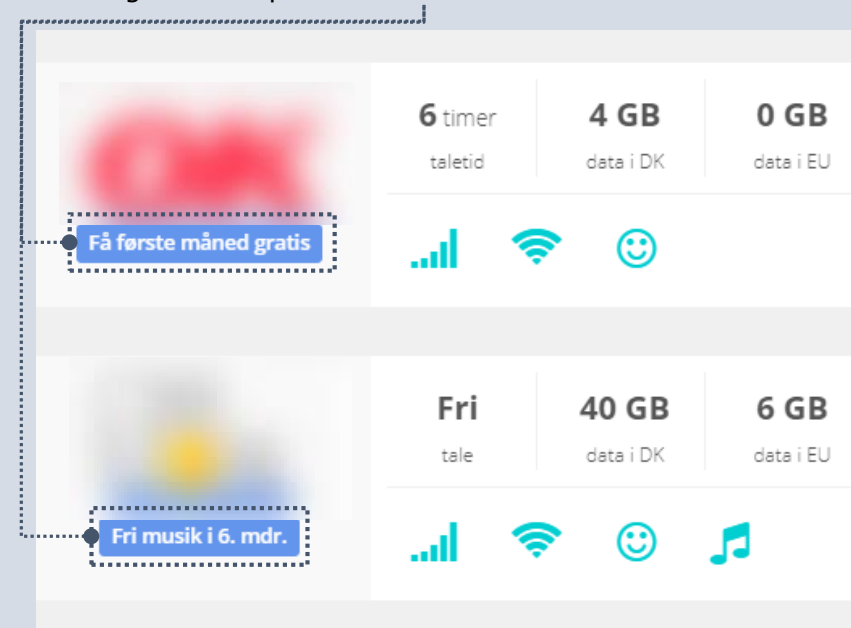 6 timer
taletid
4 GB
data i DK
0 GB
data i EU
Få første måned gratis
Fri
tale
40 GB
data i DK
6 GB
data i EU
Fri musik i 6. mdr.